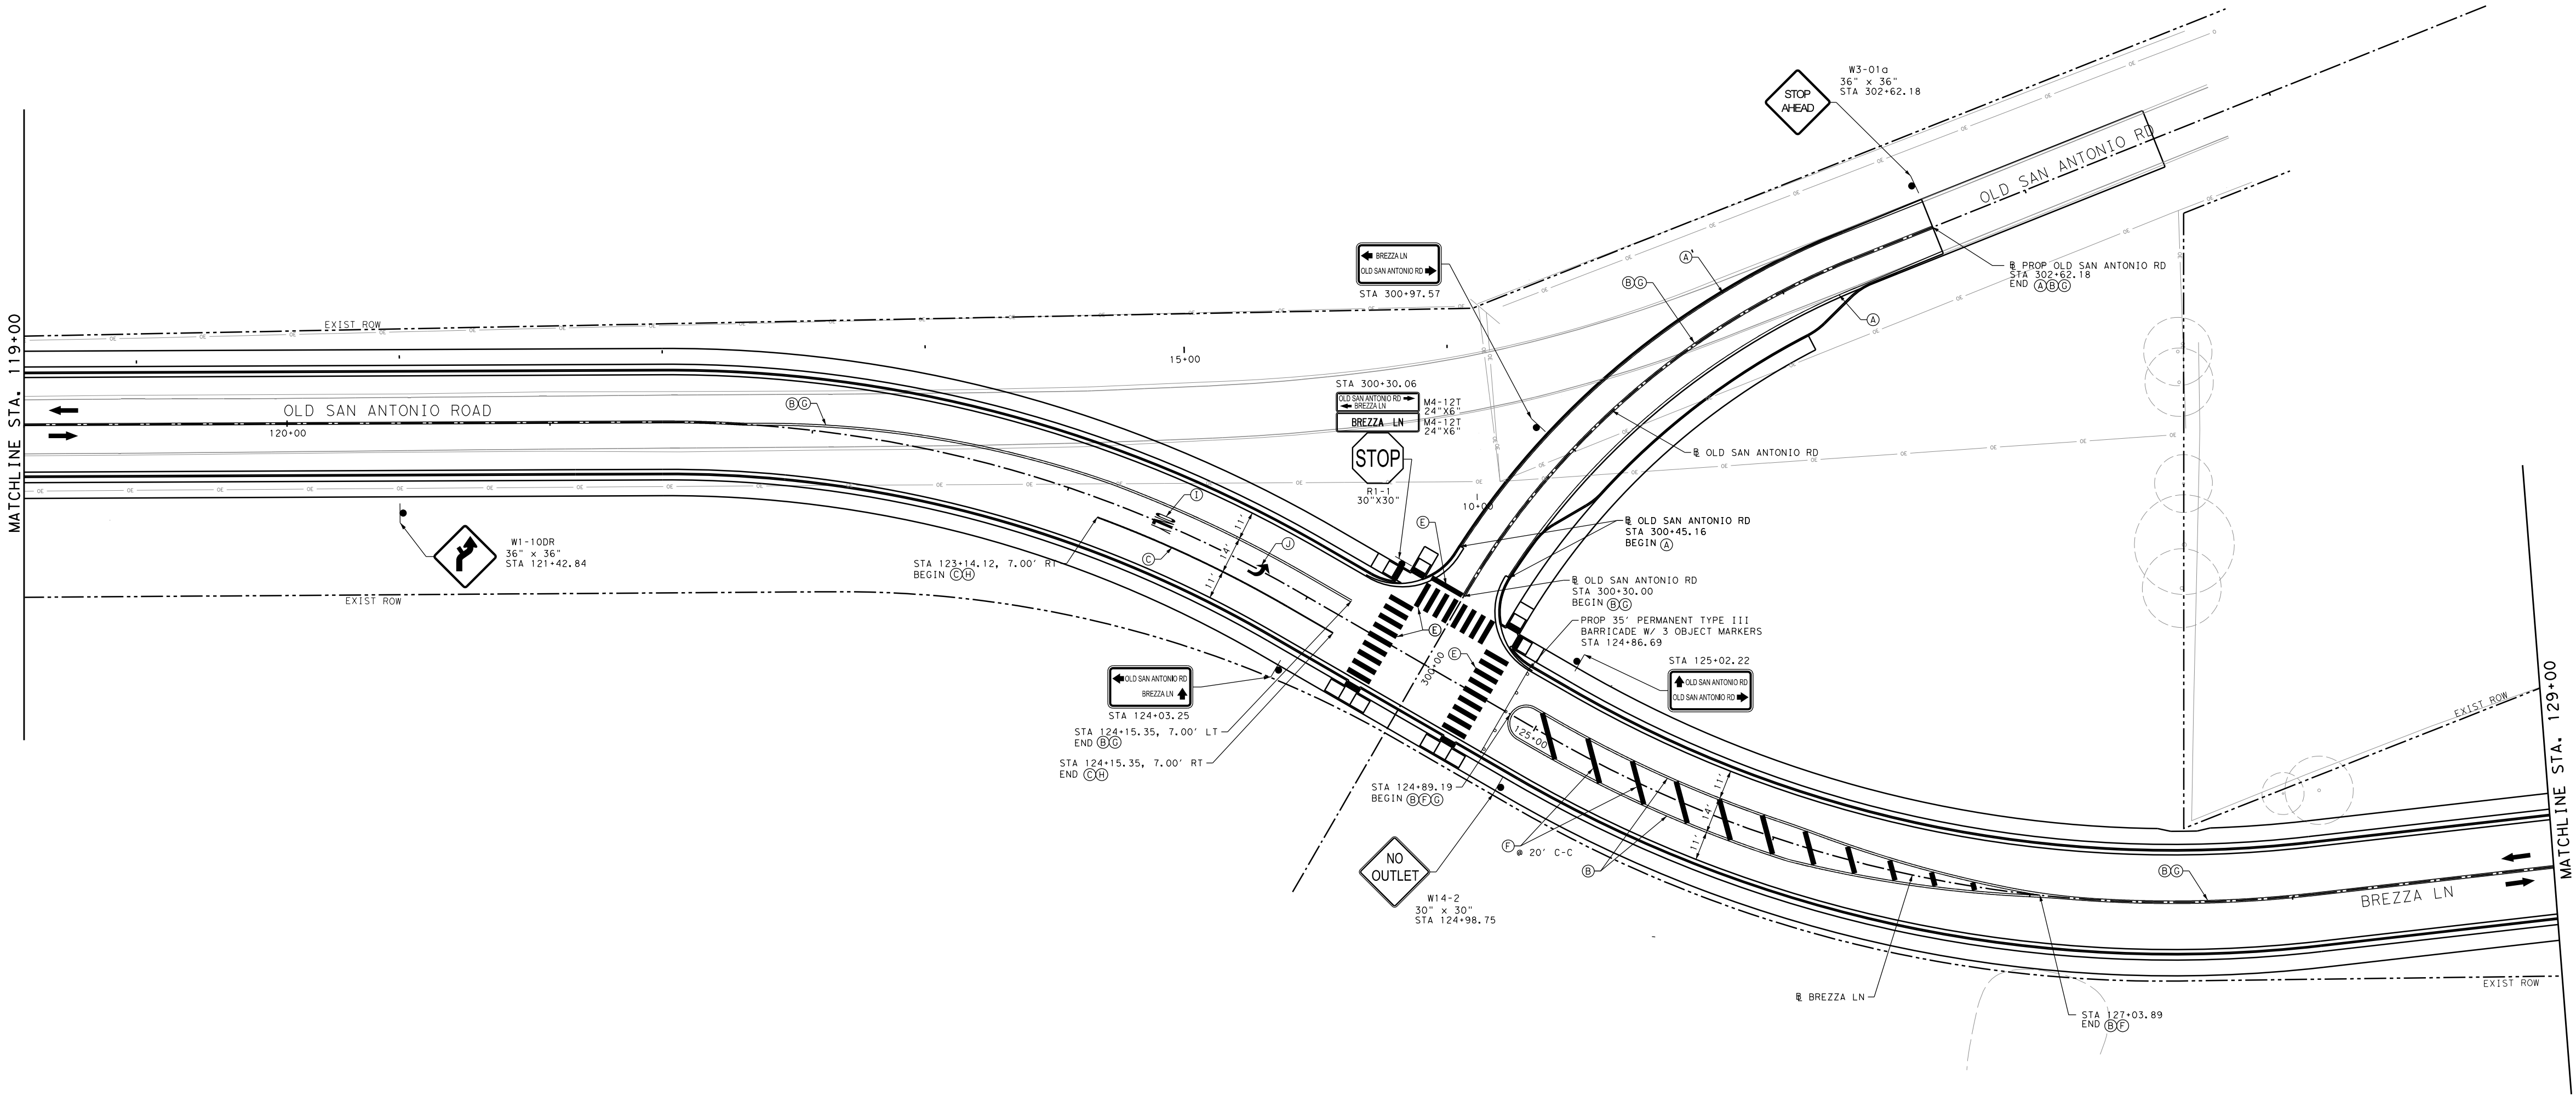 W3-01a
36" x 36"
STA 302+62.18
STOP
AHEAD
OLD SAN ANTONIO RD
℄ PROP OLD SAN ANTONIO RD
STA 302+62.18
END Ⓐ Ⓑ Ⓖ
BREZZA LN
OLD SAN ANTONIO RD
STA 300+97.57
Ⓐ'
Ⓑ Ⓖ
Ⓐ
MATCHLINE STA. 119+00
EXIST ROW
15+00
OLD SAN ANTONIO ROAD
120+00
Ⓑ Ⓖ
STA 300+30.06
OLD SAN ANTONIO RD
BREZZA LN
M4-12T
24"X6"
BREZZA LN
M4-12T
24"X6"
STOP
R1-1
30"X30"
℄ OLD SAN ANTONIO RD
10+00
℄ OLD SAN ANTONIO RD
STA 300+45.16
BEGIN Ⓐ
W1-10DR
36" x 36"
STA 121+42.84
EXIST ROW
Ⓘ
Ⓙ
Ⓒ
11'
14'
11'
STA 123+14.12, 7.00' RT
BEGIN Ⓒ Ⓗ
Ⓔ
Ⓔ
Ⓔ
℄ OLD SAN ANTONIO RD
STA 300+30.00
BEGIN Ⓑ Ⓖ
PROP 35' PERMANENT TYPE III
BARRICADE W/ 3 OBJECT MARKERS
STA 124+86.69
300+00
OLD SAN ANTONIO RD
BREZZA LN
STA 124+03.25
STA 124+15.35, 7.00' LT
END Ⓑ Ⓖ
STA 124+15.35, 7.00' RT
END Ⓒ Ⓗ
STA 125+02.22
OLD SAN ANTONIO RD
OLD SAN ANTONIO RD
125+00
STA 124+89.19
BEGIN Ⓑ Ⓕ Ⓖ
NO
OUTLET
W14-2
30" x 30"
STA 124+98.75
Ⓕ @ 20' C-C
Ⓑ
11'
14'
11'
℄ BREZZA LN
Ⓑ Ⓖ
BREZZA LN
STA 127+03.89
END Ⓑ Ⓕ
EXIST ROW
EXIST ROW
MATCHLINE STA. 129+00